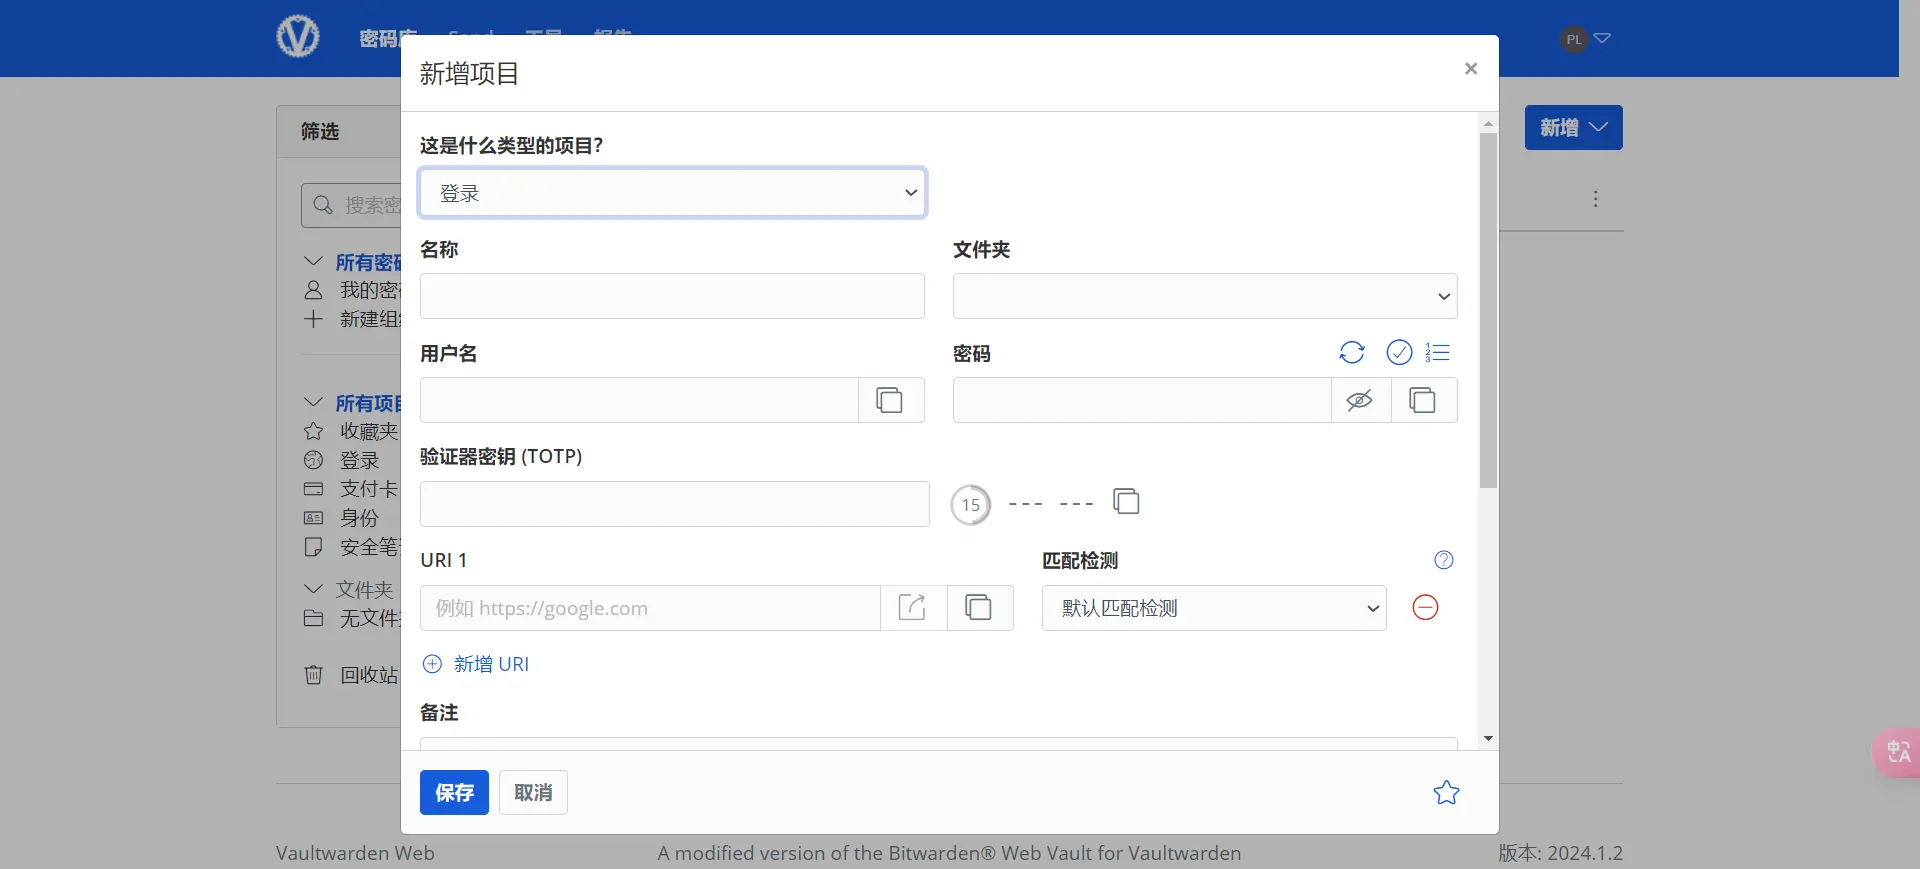 密码库
PL
新增项目
筛选
新增
这是什么类型的项目?
登录
搜索密
名称
文件夹
所有密码
我的密
新建组
用户名
密码
所有项目
收藏夹
登录
支付卡
身份
安全笔
验证器密钥 (TOTP)
15
--- ---
URI 1
匹配检测
文件夹
例如 https://google.com
默认匹配检测
无文件
新增 URI
回收站
备注
保存
取消
Vaultwarden Web
A modified version of the Bitwarden® Web Vault for Vaultwarden
版本: 2024.1.2
中A